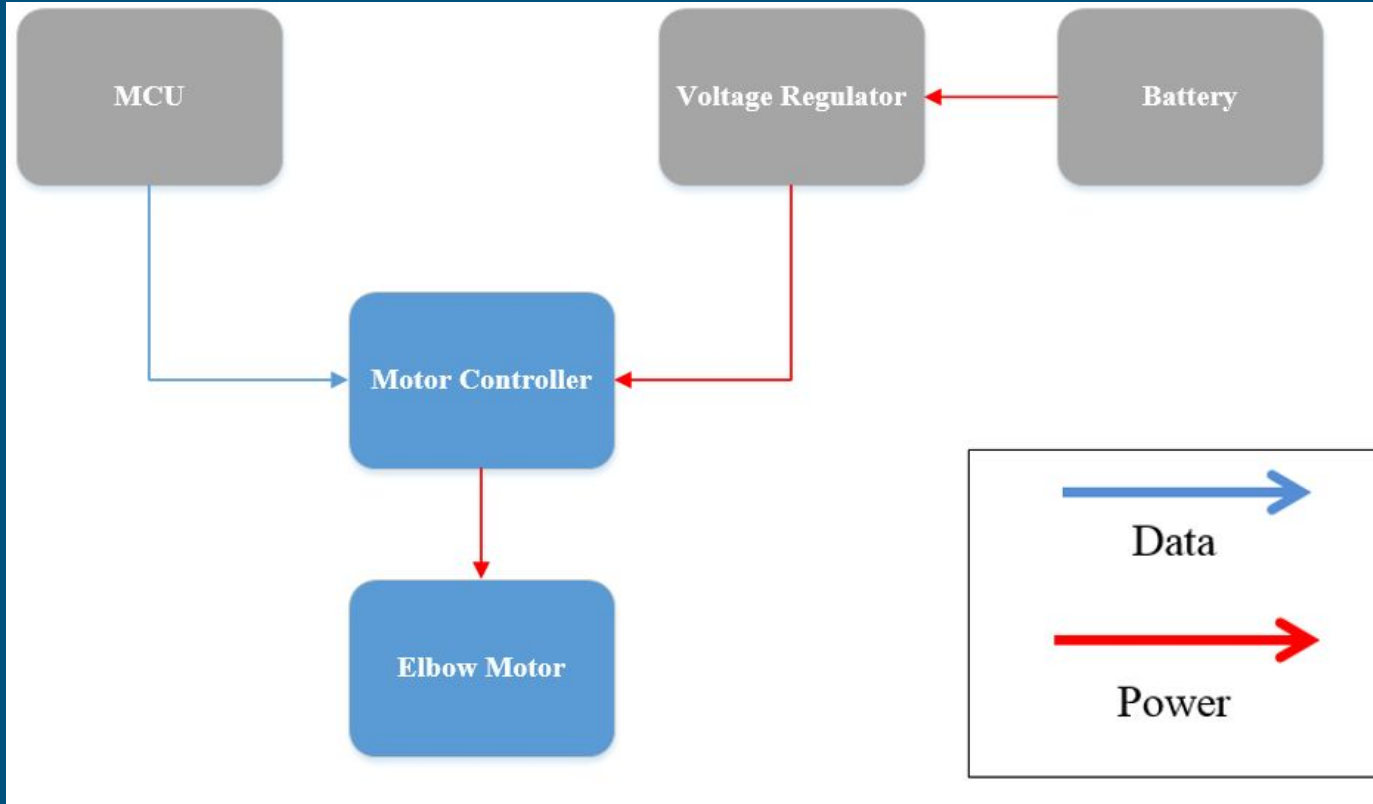 MCU
Voltage Regulator
Battery
Motor Controller
Elbow Motor
Data
Power